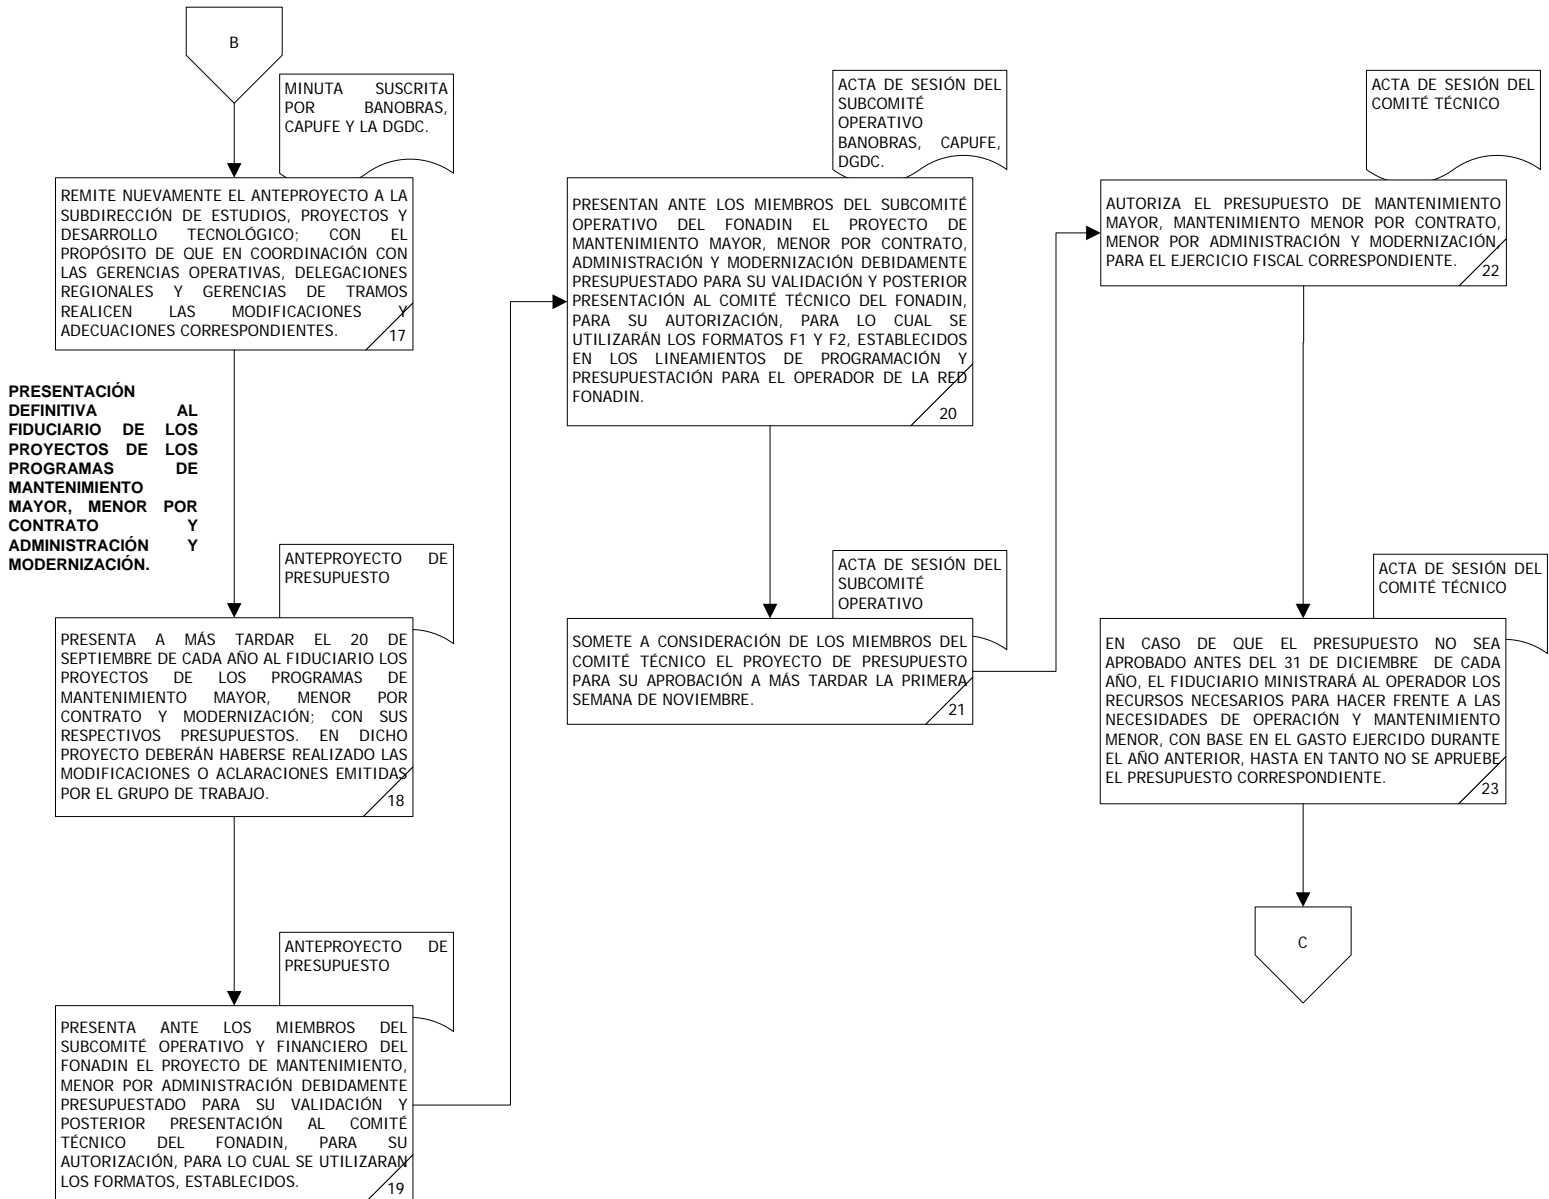 B
MINUTA SUSCRITA
POR BANOBRAS,
CAPUFE Y LA DGDC.
REMITE NUEVAMENTE EL ANTEPROYECTO A LA
SUBDIRECCIÓN DE ESTUDIOS, PROYECTOS Y
DESARROLLO TECNOLÓGICO; CON EL
PROPÓSITO DE QUE EN COORDINACIÓN CON
LAS GERENCIAS OPERATIVAS, DELEGACIONES
REGIONALES Y GERENCIAS DE TRAMOS
REALICEN LAS MODIFICACIONES Y
ADECUACIONES CORRESPONDIENTES.
17
PRESENTACIÓN
DEFINITIVA AL
FIDUCIARIO DE LOS
PROYECTOS DE LOS
PROGRAMAS DE
MANTENIMIENTO
MAYOR, MENOR POR
CONTRATO Y
ADMINISTRACIÓN Y
MODERNIZACIÓN.
ANTEPROYECTO DE
PRESUPUESTO
PRESENTA A MÁS TARDAR EL 20 DE
SEPTIEMBRE DE CADA AÑO AL FIDUCIARIO LOS
PROYECTOS DE LOS PROGRAMAS DE
MANTENIMIENTO MAYOR, MENOR POR
CONTRATO Y MODERNIZACIÓN; CON SUS
RESPECTIVOS PRESUPUESTOS. EN DICHO
PROYECTO DEBERÁN HABERSE REALIZADO LAS
MODIFICACIONES O ACLARACIONES EMITIDAS
POR EL GRUPO DE TRABAJO.
18
ANTEPROYECTO DE
PRESUPUESTO
PRESENTA ANTE LOS MIEMBROS DEL
SUBCOMITÉ OPERATIVO Y FINANCIERO DEL
FONADIN EL PROYECTO DE MANTENIMIENTO,
MENOR POR ADMINISTRACIÓN DEBIDAMENTE
PRESUPUESTADO PARA SU VALIDACIÓN Y
POSTERIOR PRESENTACIÓN AL COMITÉ
TÉCNICO DEL FONADIN, PARA SU
AUTORIZACIÓN, PARA LO CUAL SE UTILIZARAN
LOS FORMATOS, ESTABLECIDOS.
19
ACTA DE SESIÓN DEL
SUBCOMITÉ
OPERATIVO
BANOBRAS, CAPUFE,
DGDC.
PRESENTAN ANTE LOS MIEMBROS DEL SUBCOMITÉ
OPERATIVO DEL FONADIN EL PROYECTO DE
MANTENIMIENTO MAYOR, MENOR POR CONTRATO,
ADMINISTRACIÓN Y MODERNIZACIÓN DEBIDAMENTE
PRESUPUESTADO PARA SU VALIDACIÓN Y POSTERIOR
PRESENTACIÓN AL COMITÉ TÉCNICO DEL FONADIN,
PARA SU AUTORIZACIÓN, PARA LO CUAL SE
UTILIZARÁN LOS FORMATOS F1 Y F2, ESTABLECIDOS
EN LOS LINEAMIENTOS DE PROGRAMACIÓN Y
PRESUPUESTACIÓN PARA EL OPERADOR DE LA RED
FONADIN.
20
ACTA DE SESIÓN DEL
SUBCOMITÉ
OPERATIVO
SOMETE A CONSIDERACIÓN DE LOS MIEMBROS DEL
COMITÉ TÉCNICO EL PROYECTO DE PRESUPUESTO
PARA SU APROBACIÓN A MÁS TARDAR LA PRIMERA
SEMANA DE NOVIEMBRE.
21
ACTA DE SESIÓN DEL
COMITÉ TÉCNICO
AUTORIZA EL PRESUPUESTO DE MANTENIMIENTO
MAYOR, MANTENIMIENTO MENOR POR CONTRATO,
MENOR POR ADMINISTRACIÓN Y MODERNIZACIÓN,
PARA EL EJERCICIO FISCAL CORRESPONDIENTE.
22
ACTA DE SESIÓN DEL
COMITÉ TÉCNICO
EN CASO DE QUE EL PRESUPUESTO NO SEA
APROBADO ANTES DEL 31 DE DICIEMBRE DE CADA
AÑO, EL FIDUCIARIO MINISTRARÁ AL OPERADOR LOS
RECURSOS NECESARIOS PARA HACER FRENTE A LAS
NECESIDADES DE OPERACIÓN Y MANTENIMIENTO
MENOR, CON BASE EN EL GASTO EJERCIDO DURANTE
EL AÑO ANTERIOR, HASTA EN TANTO NO SE APRUEBE
EL PRESUPUESTO CORRESPONDIENTE.
23
C